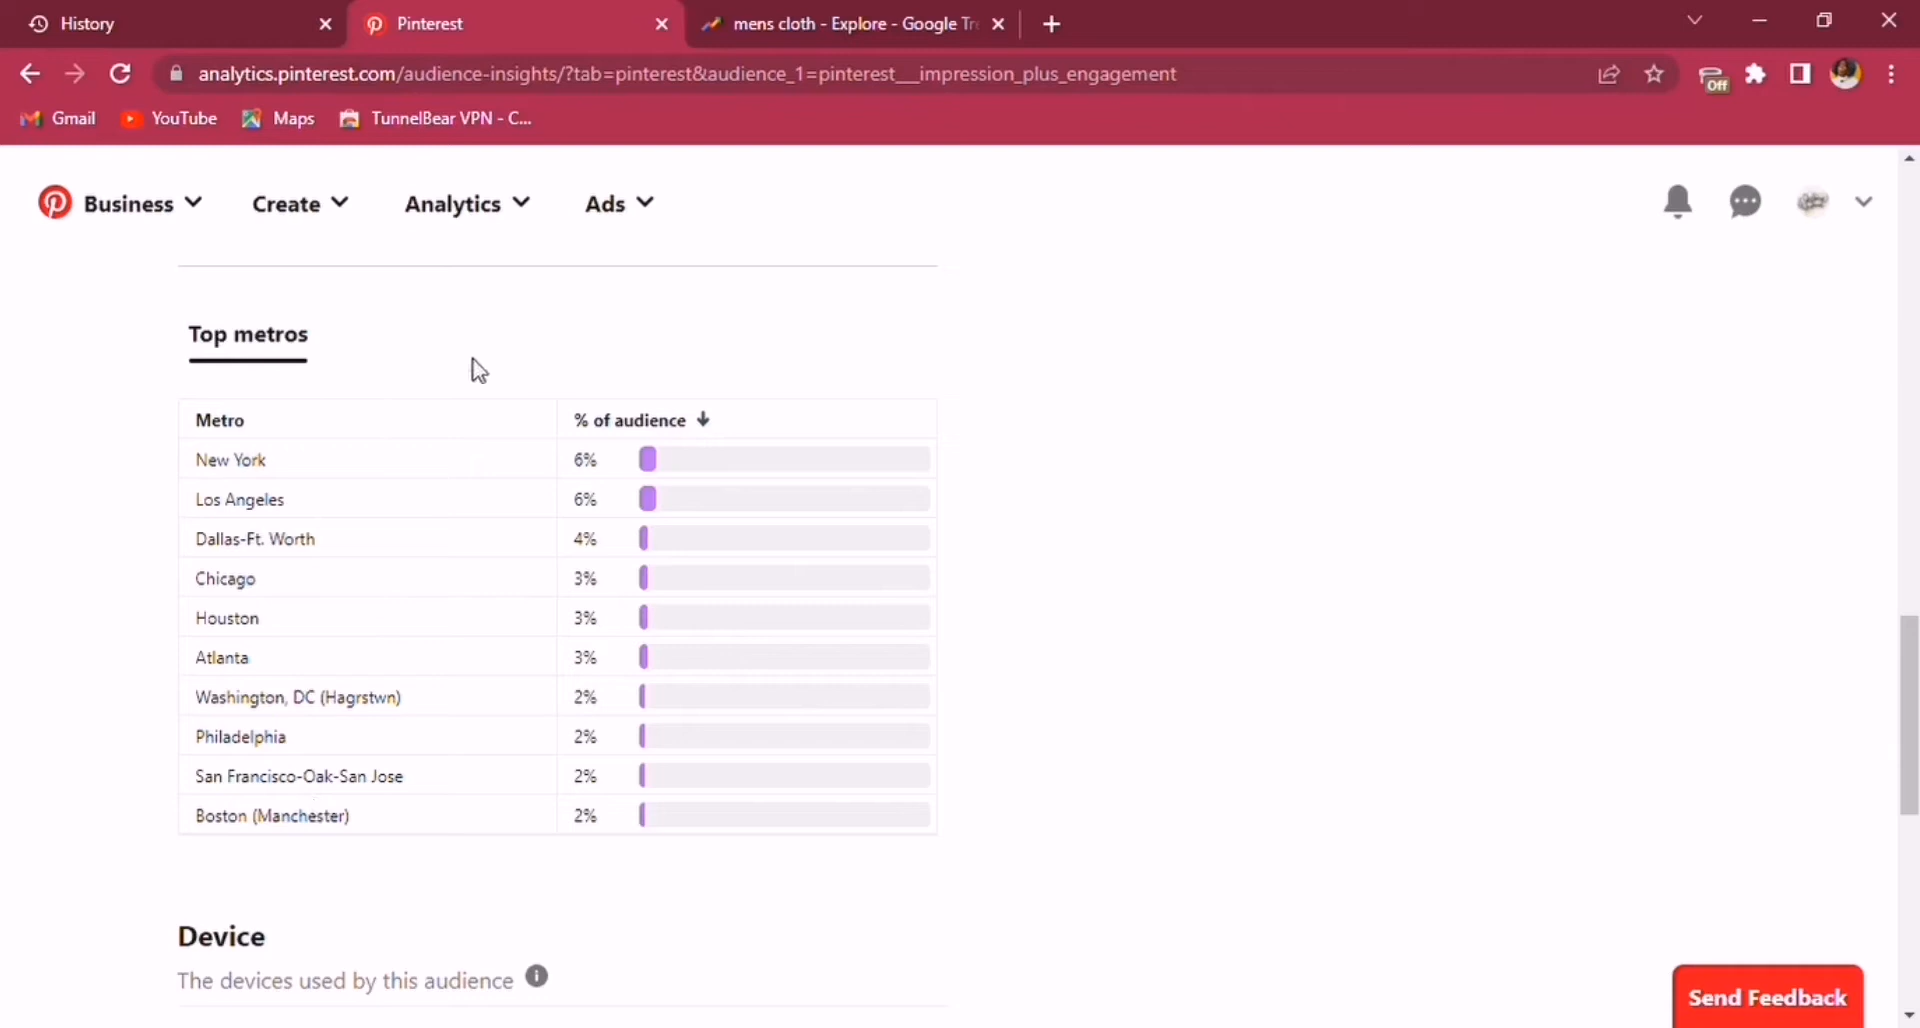 History
Pinterest
mens cloth - Explore - Google Tre
analytics.pinterest.com/audience-insights/?tab=pinterest&audience_1=pinterest__impression_plus_engagement
Off
Gmail
YouTube
Maps
TunnelBear VPN - C...
Business
Create
Analytics
Ads
Top metros
Metro % of audience
New York 6%
Los Angeles 6%
Dallas-Ft. Worth 4%
Chicago 3%
Houston 3%
Atlanta 3%
Washington, DC (Hagrstwn) 2%
Philadelphia 2%
San Francisco-Oak-San Jose 2%
Boston (Manchester) 2%
Device
The devices used by this audience
Send Feedback